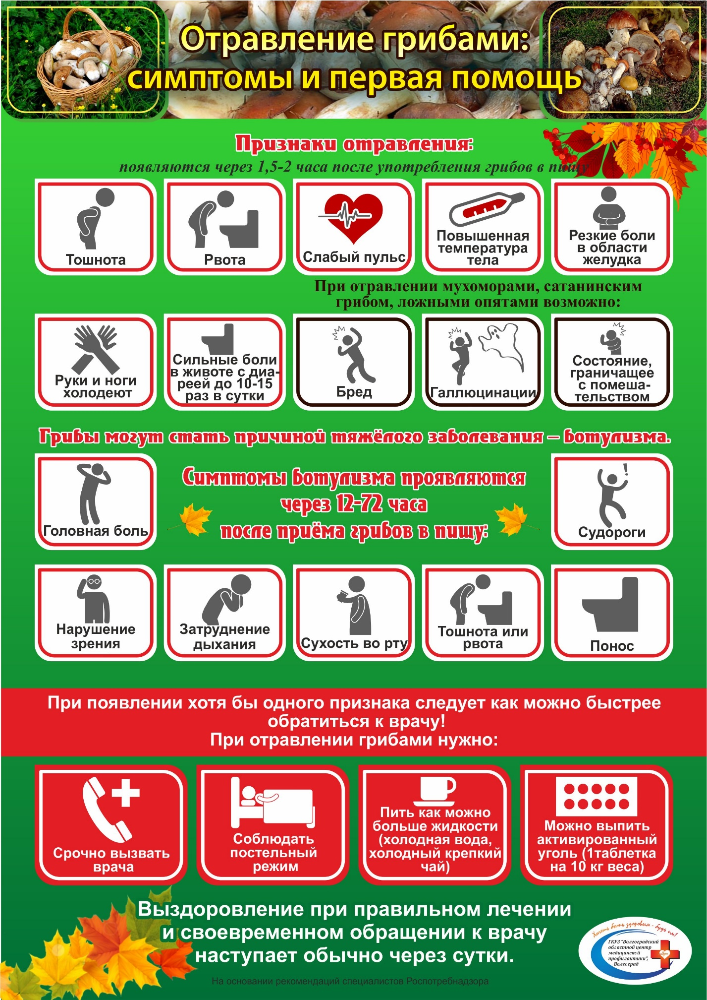 Отравление грибами:
симптомы и первая помощь
Признаки отравления:
появляются через 1,5-2 часа после употребления грибов в пищу
Тошнота
Рвота
Слабый пульс
Повышенная
температура
тела
Резкие боли
в области
желудка
При отравлении мухоморами, сатанинским
грибом, ложными опятами возможно:
Руки и ноги
холодеют
Сильные боли
в животе с диа-
реей до 10-15
раз в сутки
Бред
Галлюцинации
Состояние,
граничащее
с помеша-
тельством
Грибы могут стать причиной тяжёлого заболевания – ботулизма.
Симптомы ботулизма проявляются
через 12-72 часа
после приёма грибов в пищу:
Головная боль
Судороги
Нарушение
зрения
Затруднение
дыхания
Сухость во рту
Тошнота или
рвота
Понос
При появлении хотя бы одного признака следует как можно быстрее
обратиться к врачу!
При отравлении грибами нужно:
Срочно вызвать
врача
Соблюдать
постельный
режим
Пить как можно
больше жидкости
(холодная вода,
холодный крепкий
чай)
Можно выпить
активированный
уголь (1таблетка
на 10 кг веса)
Выздоровление при правильном лечении
и своевременном обращении к врачу
наступает обычно через сутки.
На основании рекомендаций специалистов Роспотребнадзора
Хочешь быть здоровым - будь им!
ГКУЗ "Волгоградский
областной центр
медицинской
профилактики",
Волгоград